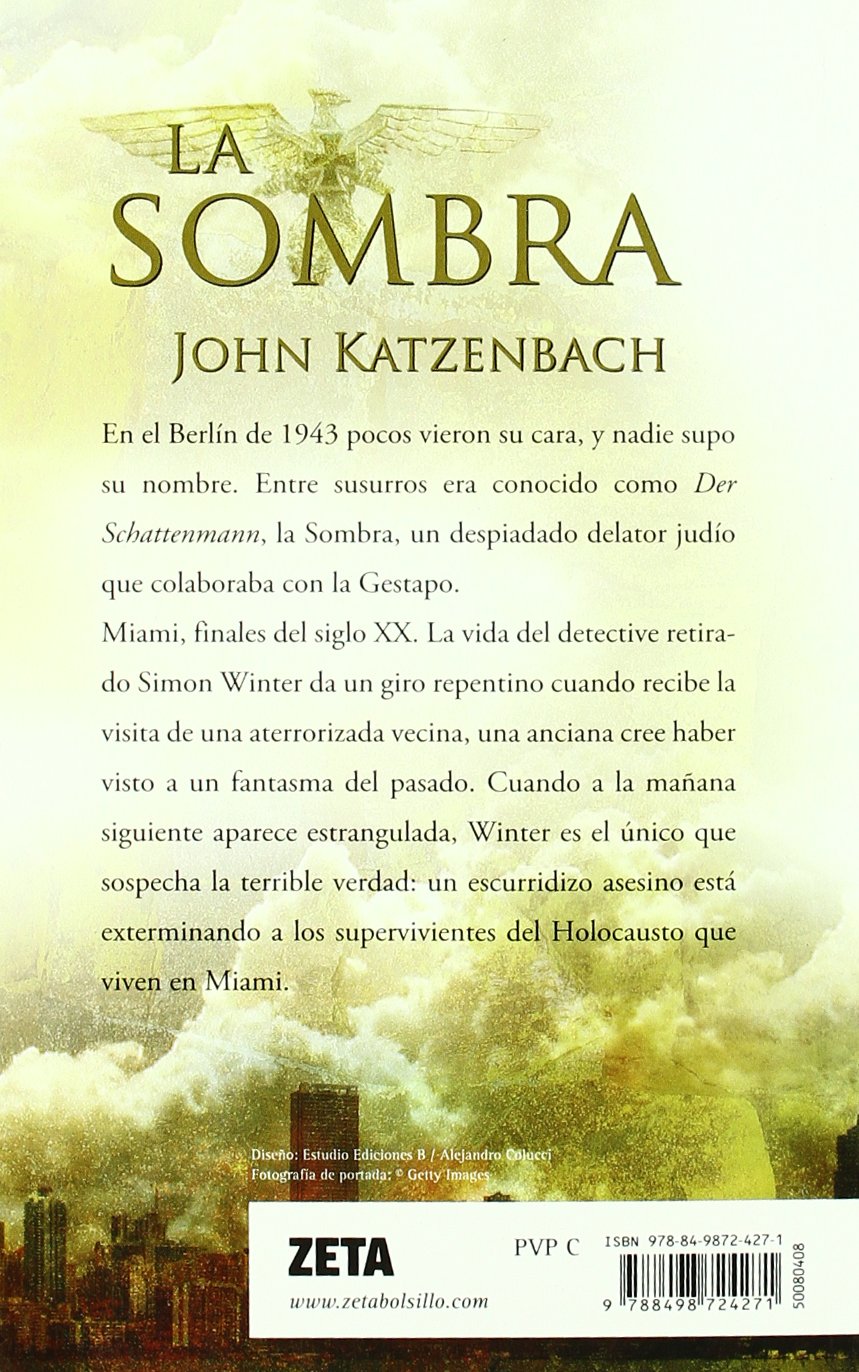 LA
SOMBRA
JOHN KATZENBACH
En el Berlín de 1943 pocos vieron su cara, y nadie supo
su nombre. Entre susurros era conocido como Der
Schattenmann, la Sombra, un despiadado delator judío
que colaboraba con la Gestapo.
Miami, finales del siglo XX. La vida del detective retira-
do Simon Winter da un giro repentino cuando recibe la
visita de una aterrorizada vecina, una anciana cree haber
visto a un fantasma del pasado. Cuando a la mañana
siguiente aparece estrangulada, Winter es el único que
sospecha la terrible verdad: un escurridizo asesino está
exterminando a los supervivientes del Holocausto que
viven en Miami.
Diseño: Estudio Ediciones B / Alejandro Colucci
Fotografía de portada: © Getty Images
ZETA
www.zetabolsillo.com
PVP C
ISBN 978-84-9872-427-1
9 788498 724271
50080408